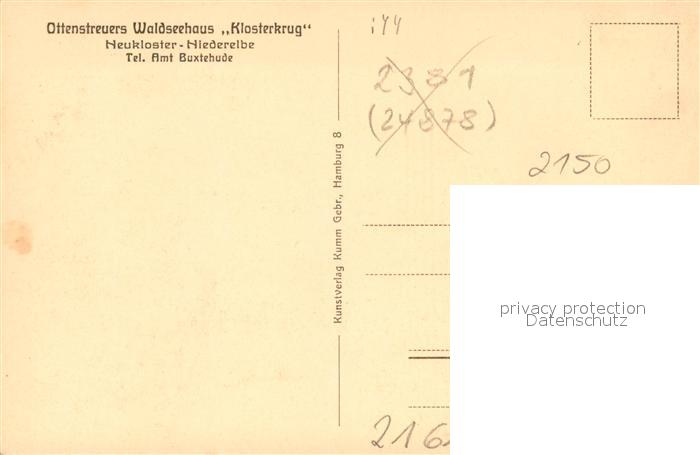 Ottenstreuers Waldseehaus „Klosterkrug“
Neukloster - Niederelbe
Tel. Amt Buxtehude
Kunstverlag Kumm Gebr., Hamburg 8
2381
(24878)
2150
privacy protection
Datenschutz